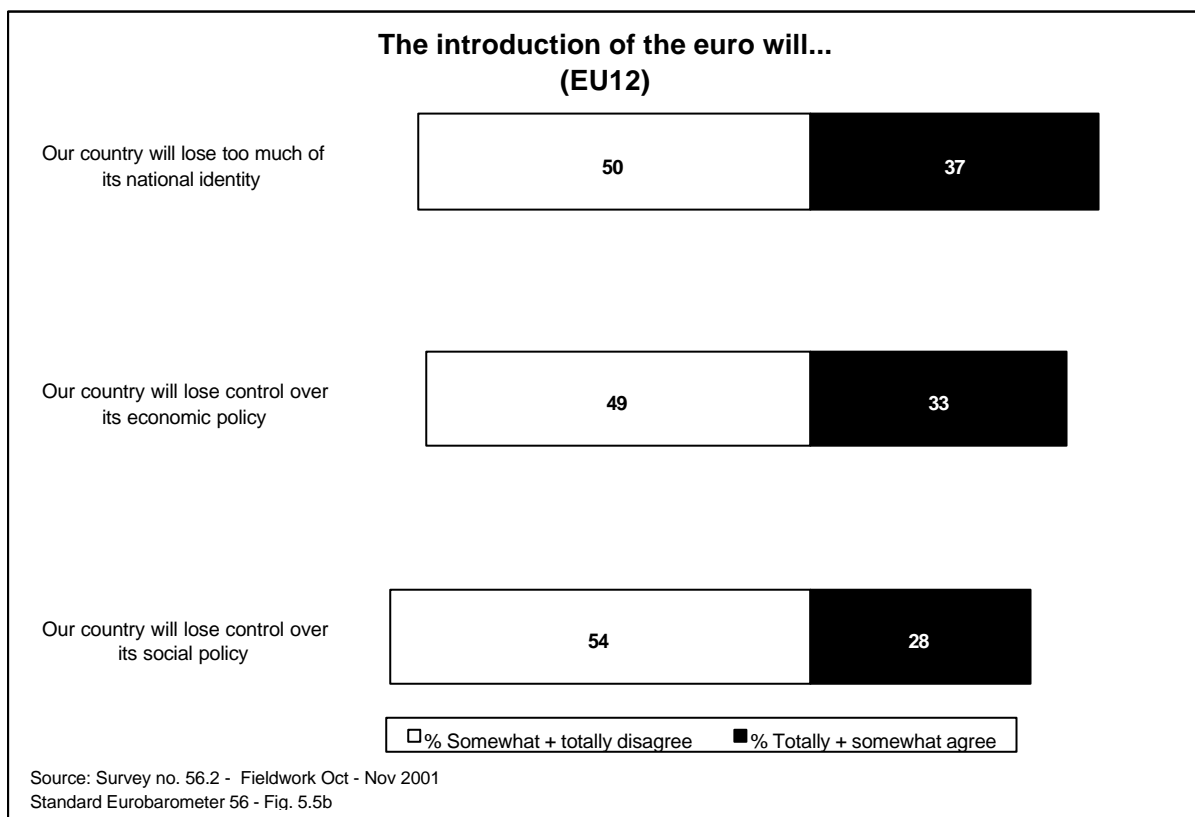 The introduction of the euro will...
(EU12)
Our country will lose too much of
its national identity
50
37
Our country will lose control over
its economic policy
49
33
Our country will lose control over
its social policy
54
28
% Somewhat + totally disagree
% Totally + somewhat agree
Source: Survey no. 56.2 - Fieldwork Oct - Nov 2001
Standard Eurobarometer 56 - Fig. 5.5b